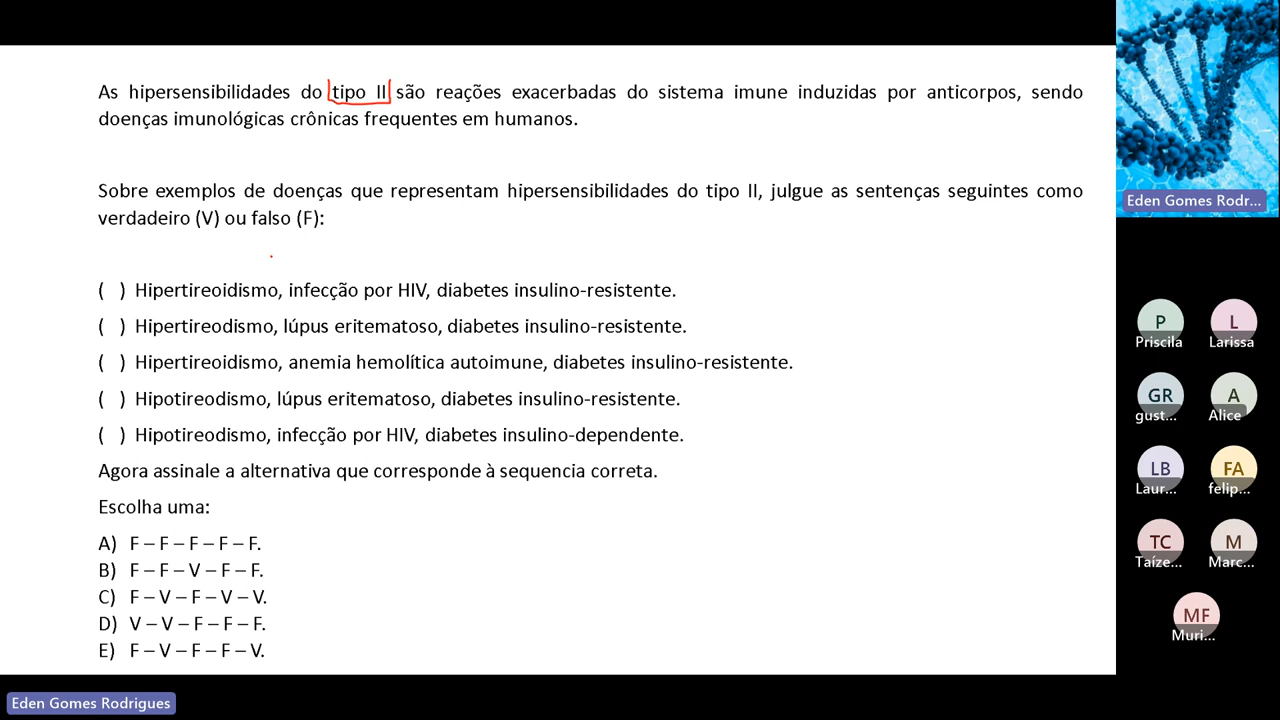 As hipersensibilidades do tipo II são reações exacerbadas do sistema imune induzidas por anticorpos, sendo
doenças imunológicas crônicas frequentes em humanos.
Sobre exemplos de doenças que representam hipersensibilidades do tipo II, julgue as sentenças seguintes como
verdadeiro (V) ou falso (F):
( ) Hipertireoidismo, infecção por HIV, diabetes insulino-resistente.
( ) Hipertireodismo, lúpus eritematoso, diabetes insulino-resistente.
( ) Hipertireoidismo, anemia hemolítica autoimune, diabetes insulino-resistente.
( ) Hipotireodismo, lúpus eritematoso, diabetes insulino-resistente.
( ) Hipotireodismo, infecção por HIV, diabetes insulino-dependente.
Agora assinale a alternativa que corresponde à sequencia correta.
Escolha uma:
A) F – F – F – F – F.
B) F – F – V – F – F.
C) F – V – F – V – V.
D) V – V – F – F – F.
E) F – V – F – F – V.
Eden Gomes Rodrigues
Eden Gomes Rodr...
P
Priscila
L
Larissa
GR
gust...
A
Alice
LB
Laur...
FA
felip...
TC
Taíze...
M
Marc...
MF
Muri...